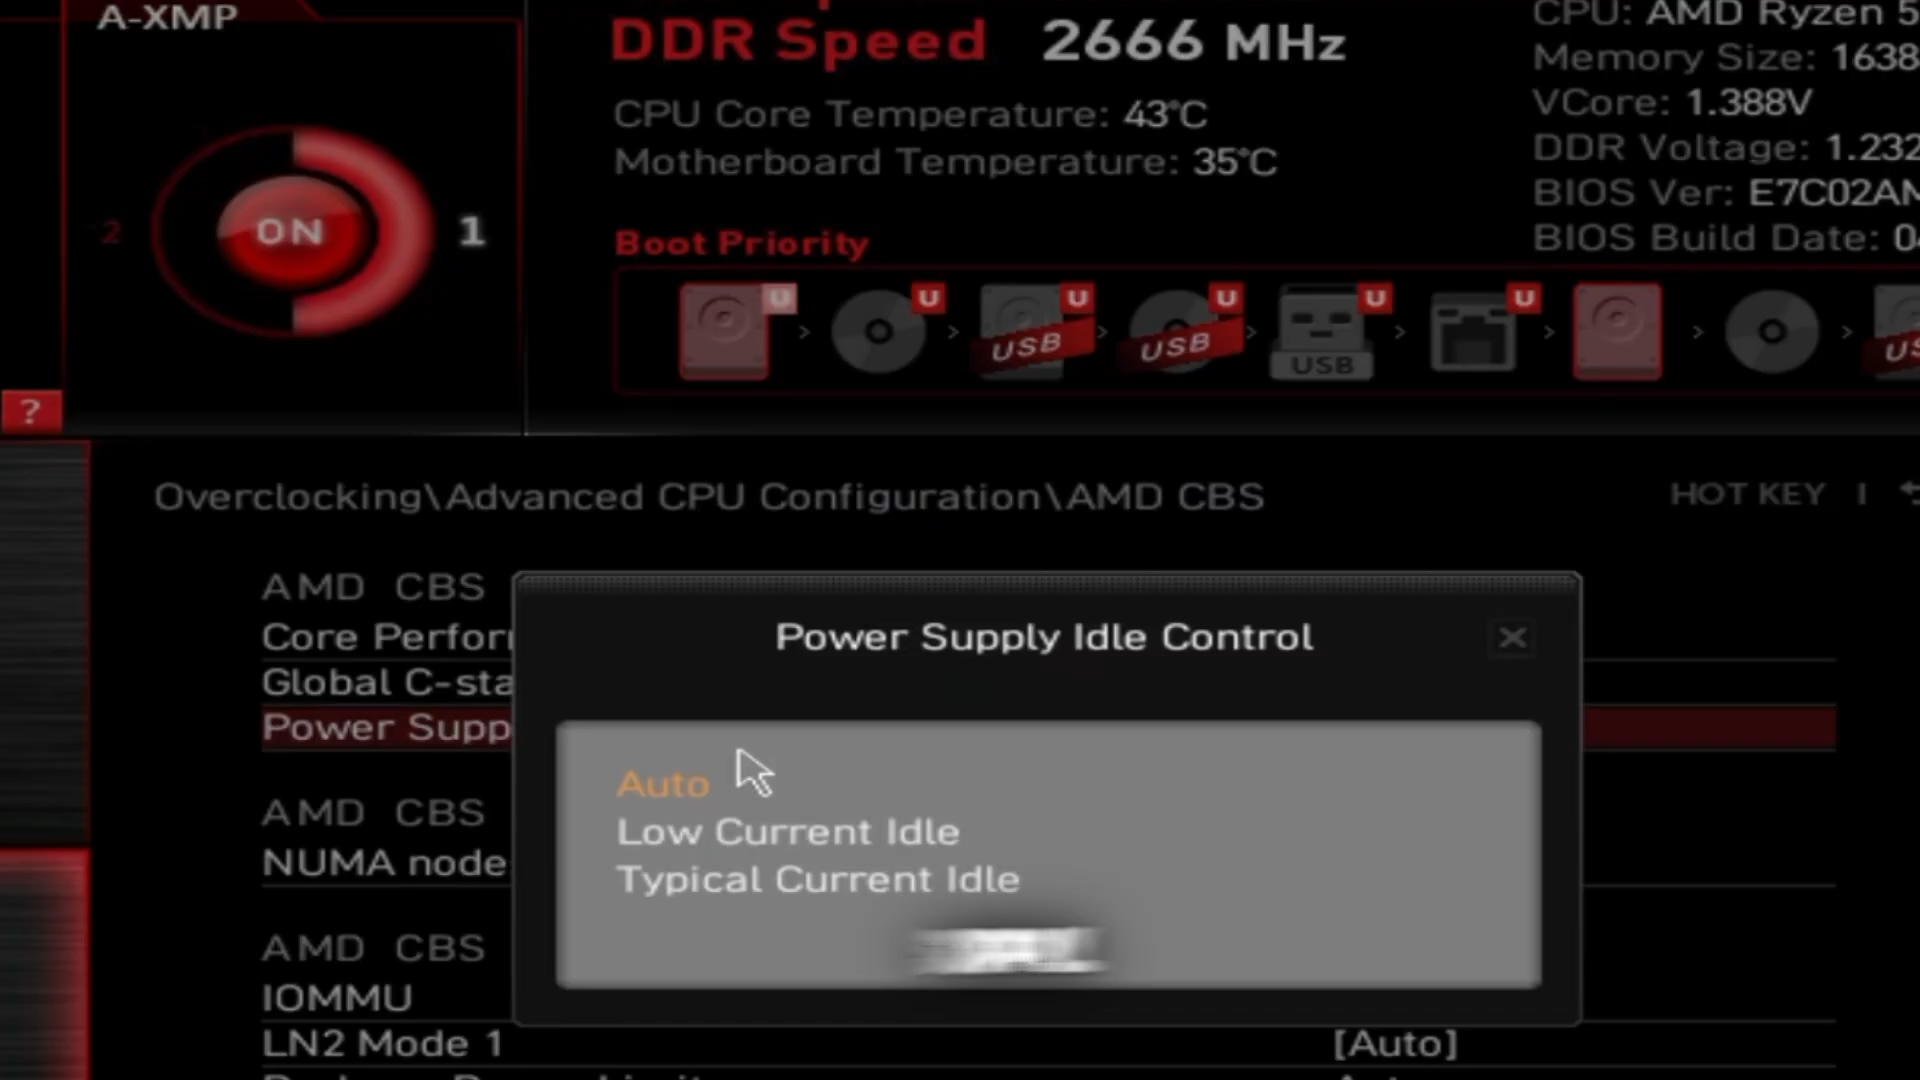 A-XMP
2
ON
1
?
DDR Speed 2666 MHz
CPU Core Temperature: 43°C
Motherboard Temperature: 35°C
CPU: AMD Ryzen 5
Memory Size: 1638
VCore: 1.388V
DDR Voltage: 1.232
BIOS Ver: E7C02AM
BIOS Build Date: 04
Boot Priority
U U U U U U
USB USB USB US
Overclocking\Advanced CPU Configuration\AMD CBS
HOT KEY |
AMD CBS
Core Perfor
Global C-sta
Power Supp
AMD CBS
NUMA node
AMD CBS
IOMMU
LN2 Mode 1 [Auto]
Power Supply Idle Control
Auto
Low Current Idle
Typical Current Idle